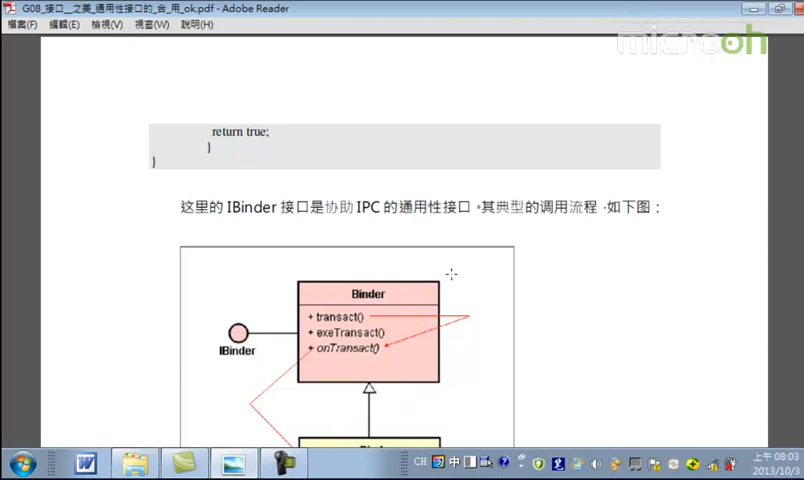 G08_接口__之美_通用性接口的_合_用_ok.pdf - Adobe Reader
檔案(F) 編輯(E) 檢視(V) 視窗(W) 說明(H)
microoh
return true;
}
}
这里的 IBinder 接口是协助 IPC 的通用性接口。其典型的调用流程，如下图：
Binder
+ transact()
+ exeTransact()
+ onTransact()
IBinder
CH
中
上午 08:03
2013/10/3